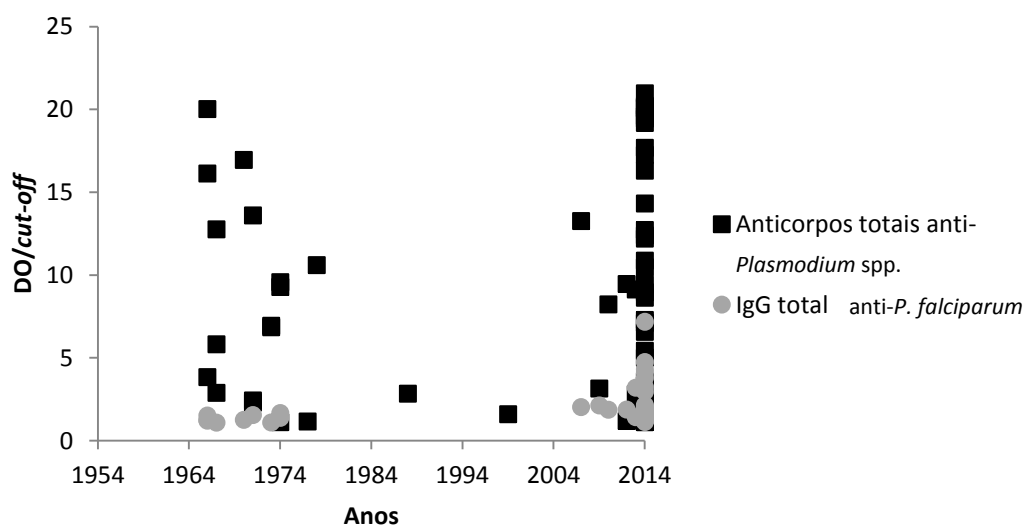 25
20
15
10
5
0
DO/cut-off
1954 1964 1974 1984 1994 2004 2014
Anos
Anticorpos totais anti-
Plasmodium spp.
IgG total anti-P. falciparum